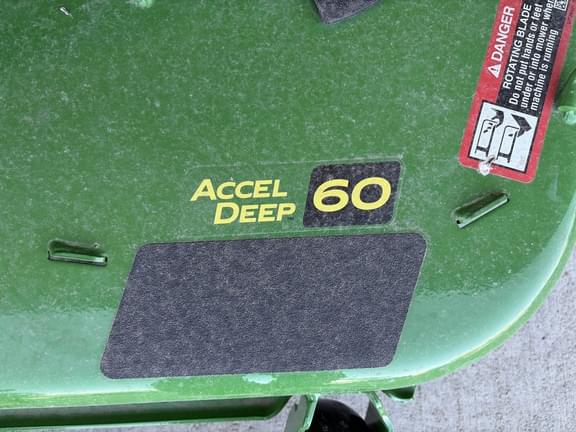 DANGER
ROTATING BLADE
Do not put hands or feet
under or into mower when
machine is running
ACCEL
DEEP 60